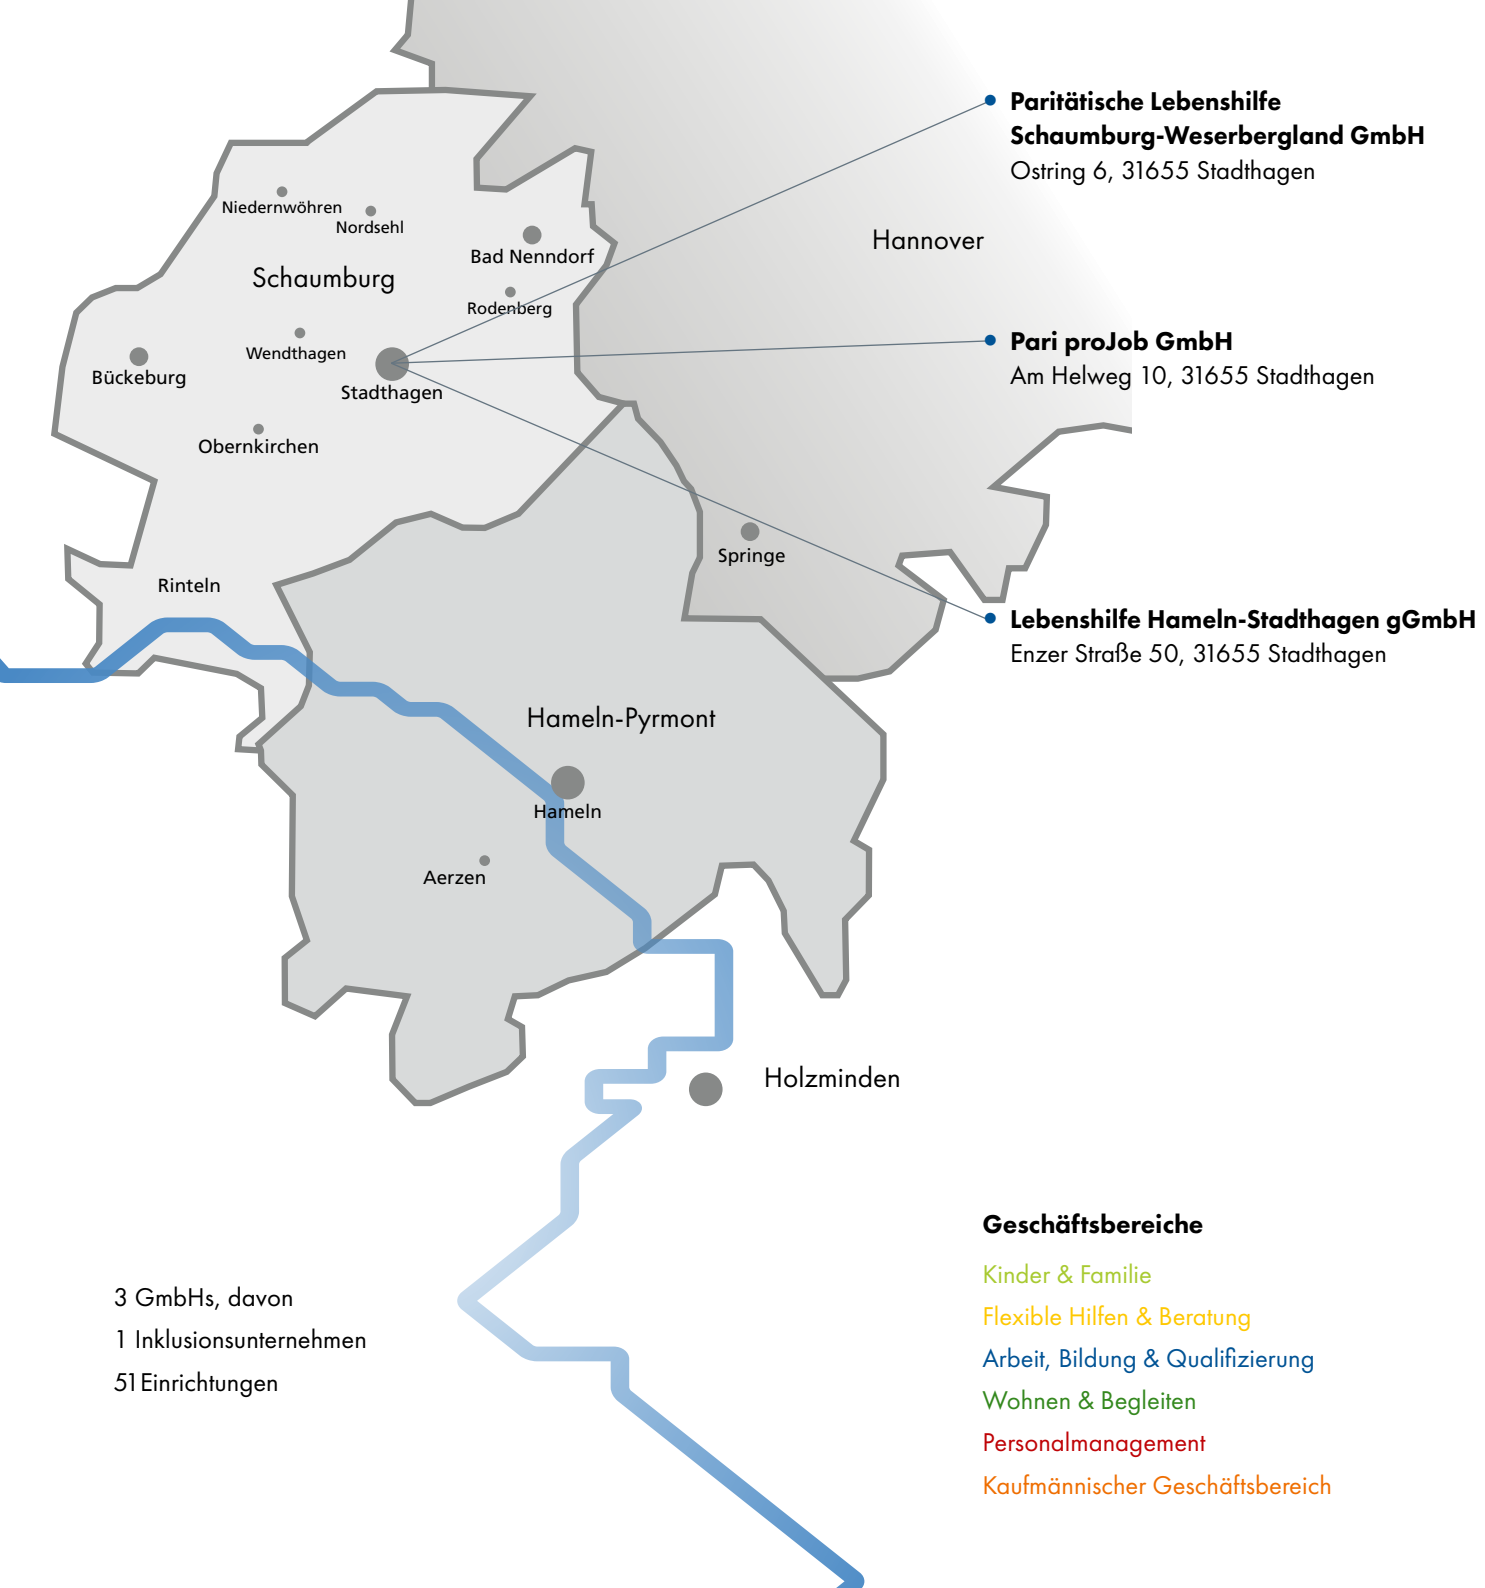 Paritätische Lebenshilfe
Schaumburg-Weserbergland GmbH
Ostring 6, 31655 Stadthagen
Niedernwöhren
Nordsehl
Hannover
Bad Nenndorf
Schaumburg
Rodenberg
Pari proJob GmbH
Am Helweg 10, 31655 Stadthagen
Wendthagen
Bückeburg
Stadthagen
Obernkirchen
Springe
Rinteln
Lebenshilfe Hameln-Stadthagen gGmbH
Enzer Straße 50, 31655 Stadthagen
Hameln-Pyrmont
Hameln
Aerzen
Holzminden
3 GmbHs, davon
1 Inklusionsunternehmen
51 Einrichtungen
Geschäftsbereiche
Kinder & Familie
Flexible Hilfen & Beratung
Arbeit, Bildung & Qualifizierung
Wohnen & Begleiten
Personalmanagement
Kaufmännischer Geschäftsbereich